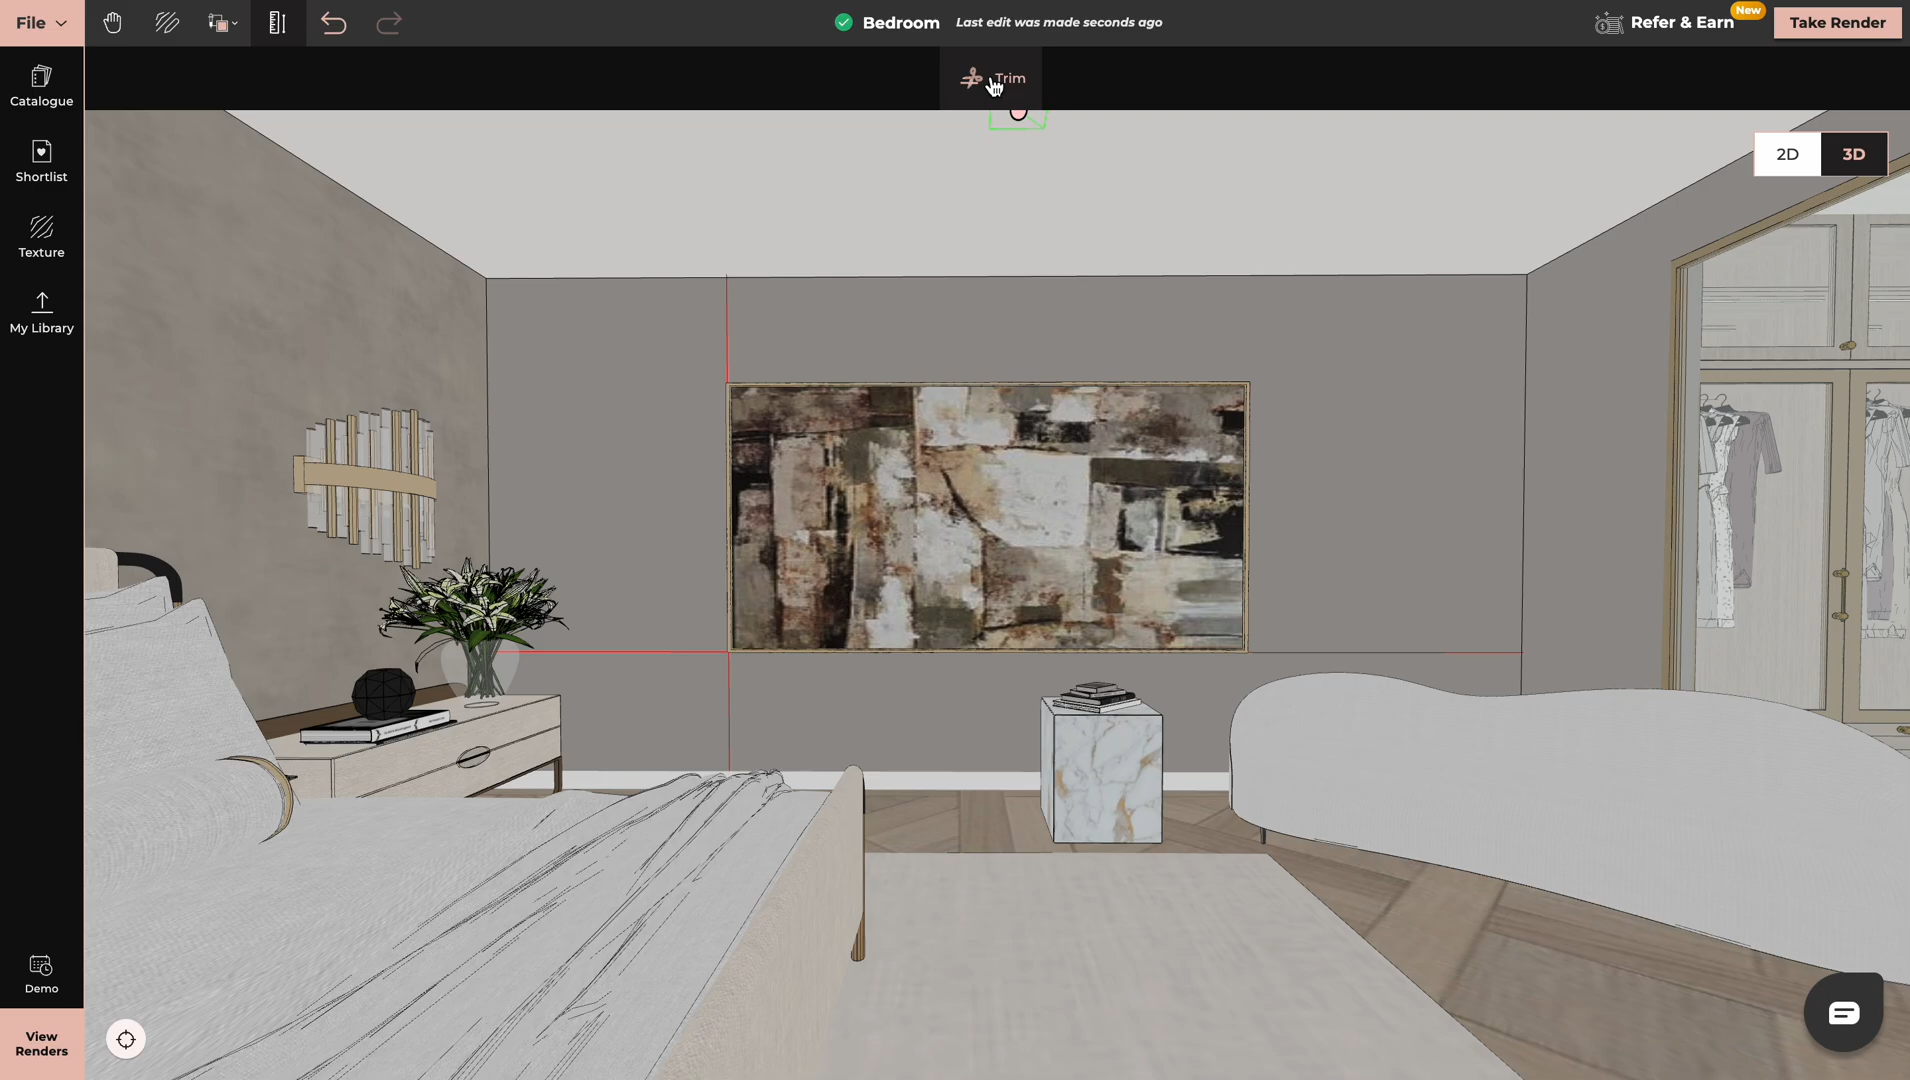 File
Bedroom
Last edit was made seconds ago
Refer & Earn
New
Take Render
Catalogue
Trim
2D
3D
Shortlist
Texture
My Library
Demo
View
Renders